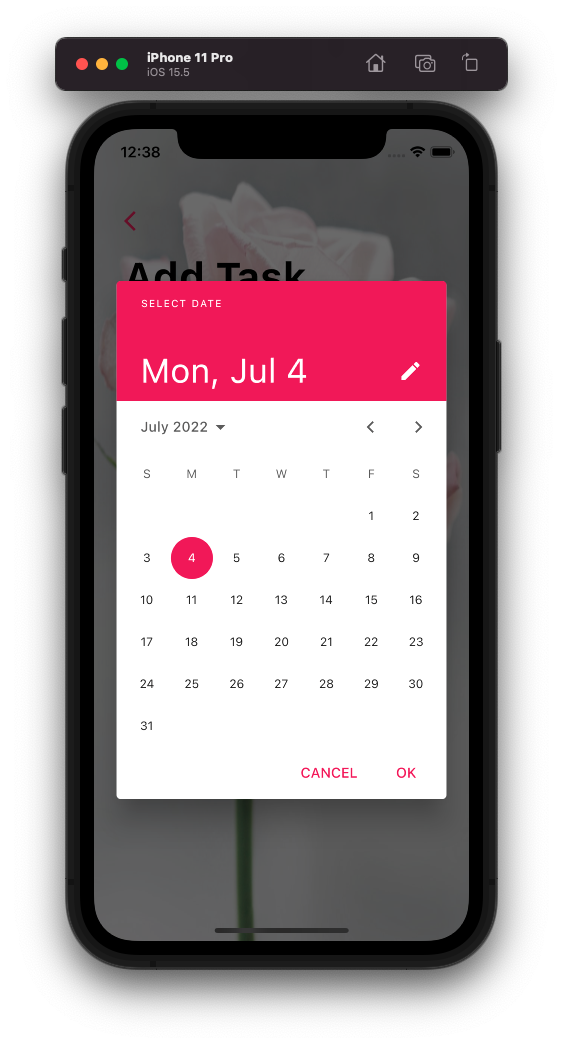 iPhone 11 Pro
iOS 15.5
12:38
Add Task
SELECT DATE
Mon, Jul 4
July 2022
S M T W T F S
1 2
3 4 5 6 7 8 9
10 11 12 13 14 15 16
17 18 19 20 21 22 23
24 25 26 27 28 29 30
31
CANCEL OK